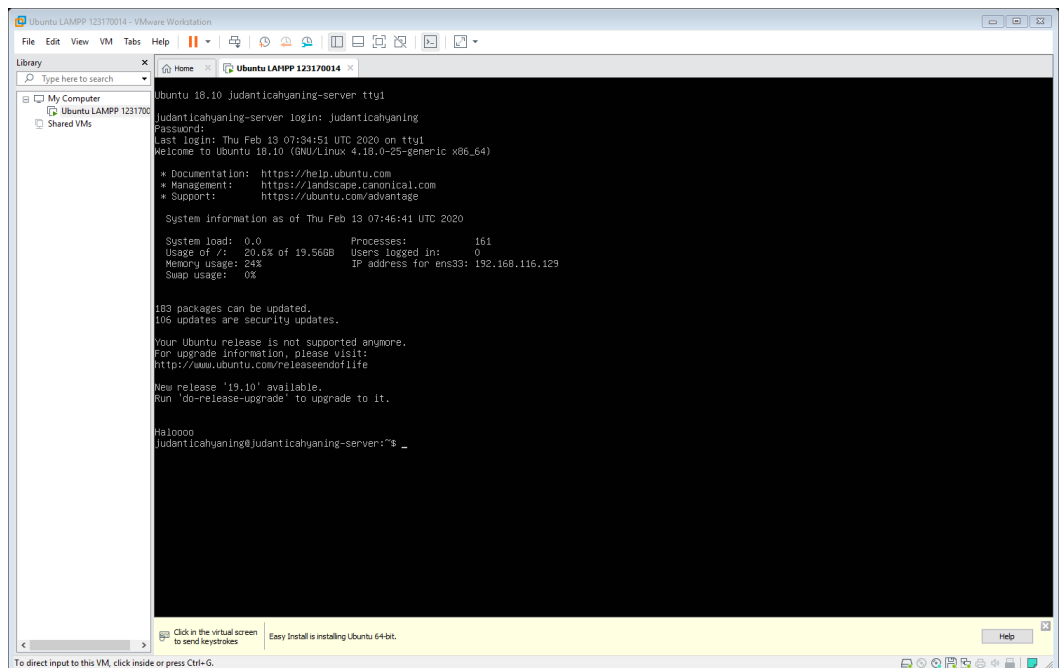 Ubuntu LAMPP 123170014 - VMware Workstation
File Edit View VM Tabs Help
Library
Type here to search
My Computer
Ubuntu LAMPP 1231700
Shared VMs
Home Ubuntu LAMPP 123170014
Ubuntu 18.10 judanticahyaning-server tty1
judanticahyaning-server login: judanticahyaning
Password:
Last login: Thu Feb 13 07:34:51 UTC 2020 on tty1
Welcome to Ubuntu 18.10 (GNU/Linux 4.18.0-25-generic x86_64)
* Documentation: https://help.ubuntu.com
* Management: https://landscape.canonical.com
* Support: https://ubuntu.com/advantage
System information as of Thu Feb 13 07:46:41 UTC 2020
System load: 0.0 Processes: 161
Usage of /: 20.6% of 19.56GB Users logged in: 0
Memory usage: 24% IP address for ens33: 192.168.116.129
Swap usage: 0%
183 packages can be updated.
106 updates are security updates.
Your Ubuntu release is not supported anymore.
For upgrade information, please visit:
http://www.ubuntu.com/releaseendoflife
New release '19.10' available.
Run 'do-release-upgrade' to upgrade to it.
Haloooo
judanticahyaning@judanticahyaning-server:~$ _
Click in the virtual screen
to send keystrokes
Easy Install is installing Ubuntu 64-bit.
Help
To direct input to this VM, click inside or press Ctrl+G.